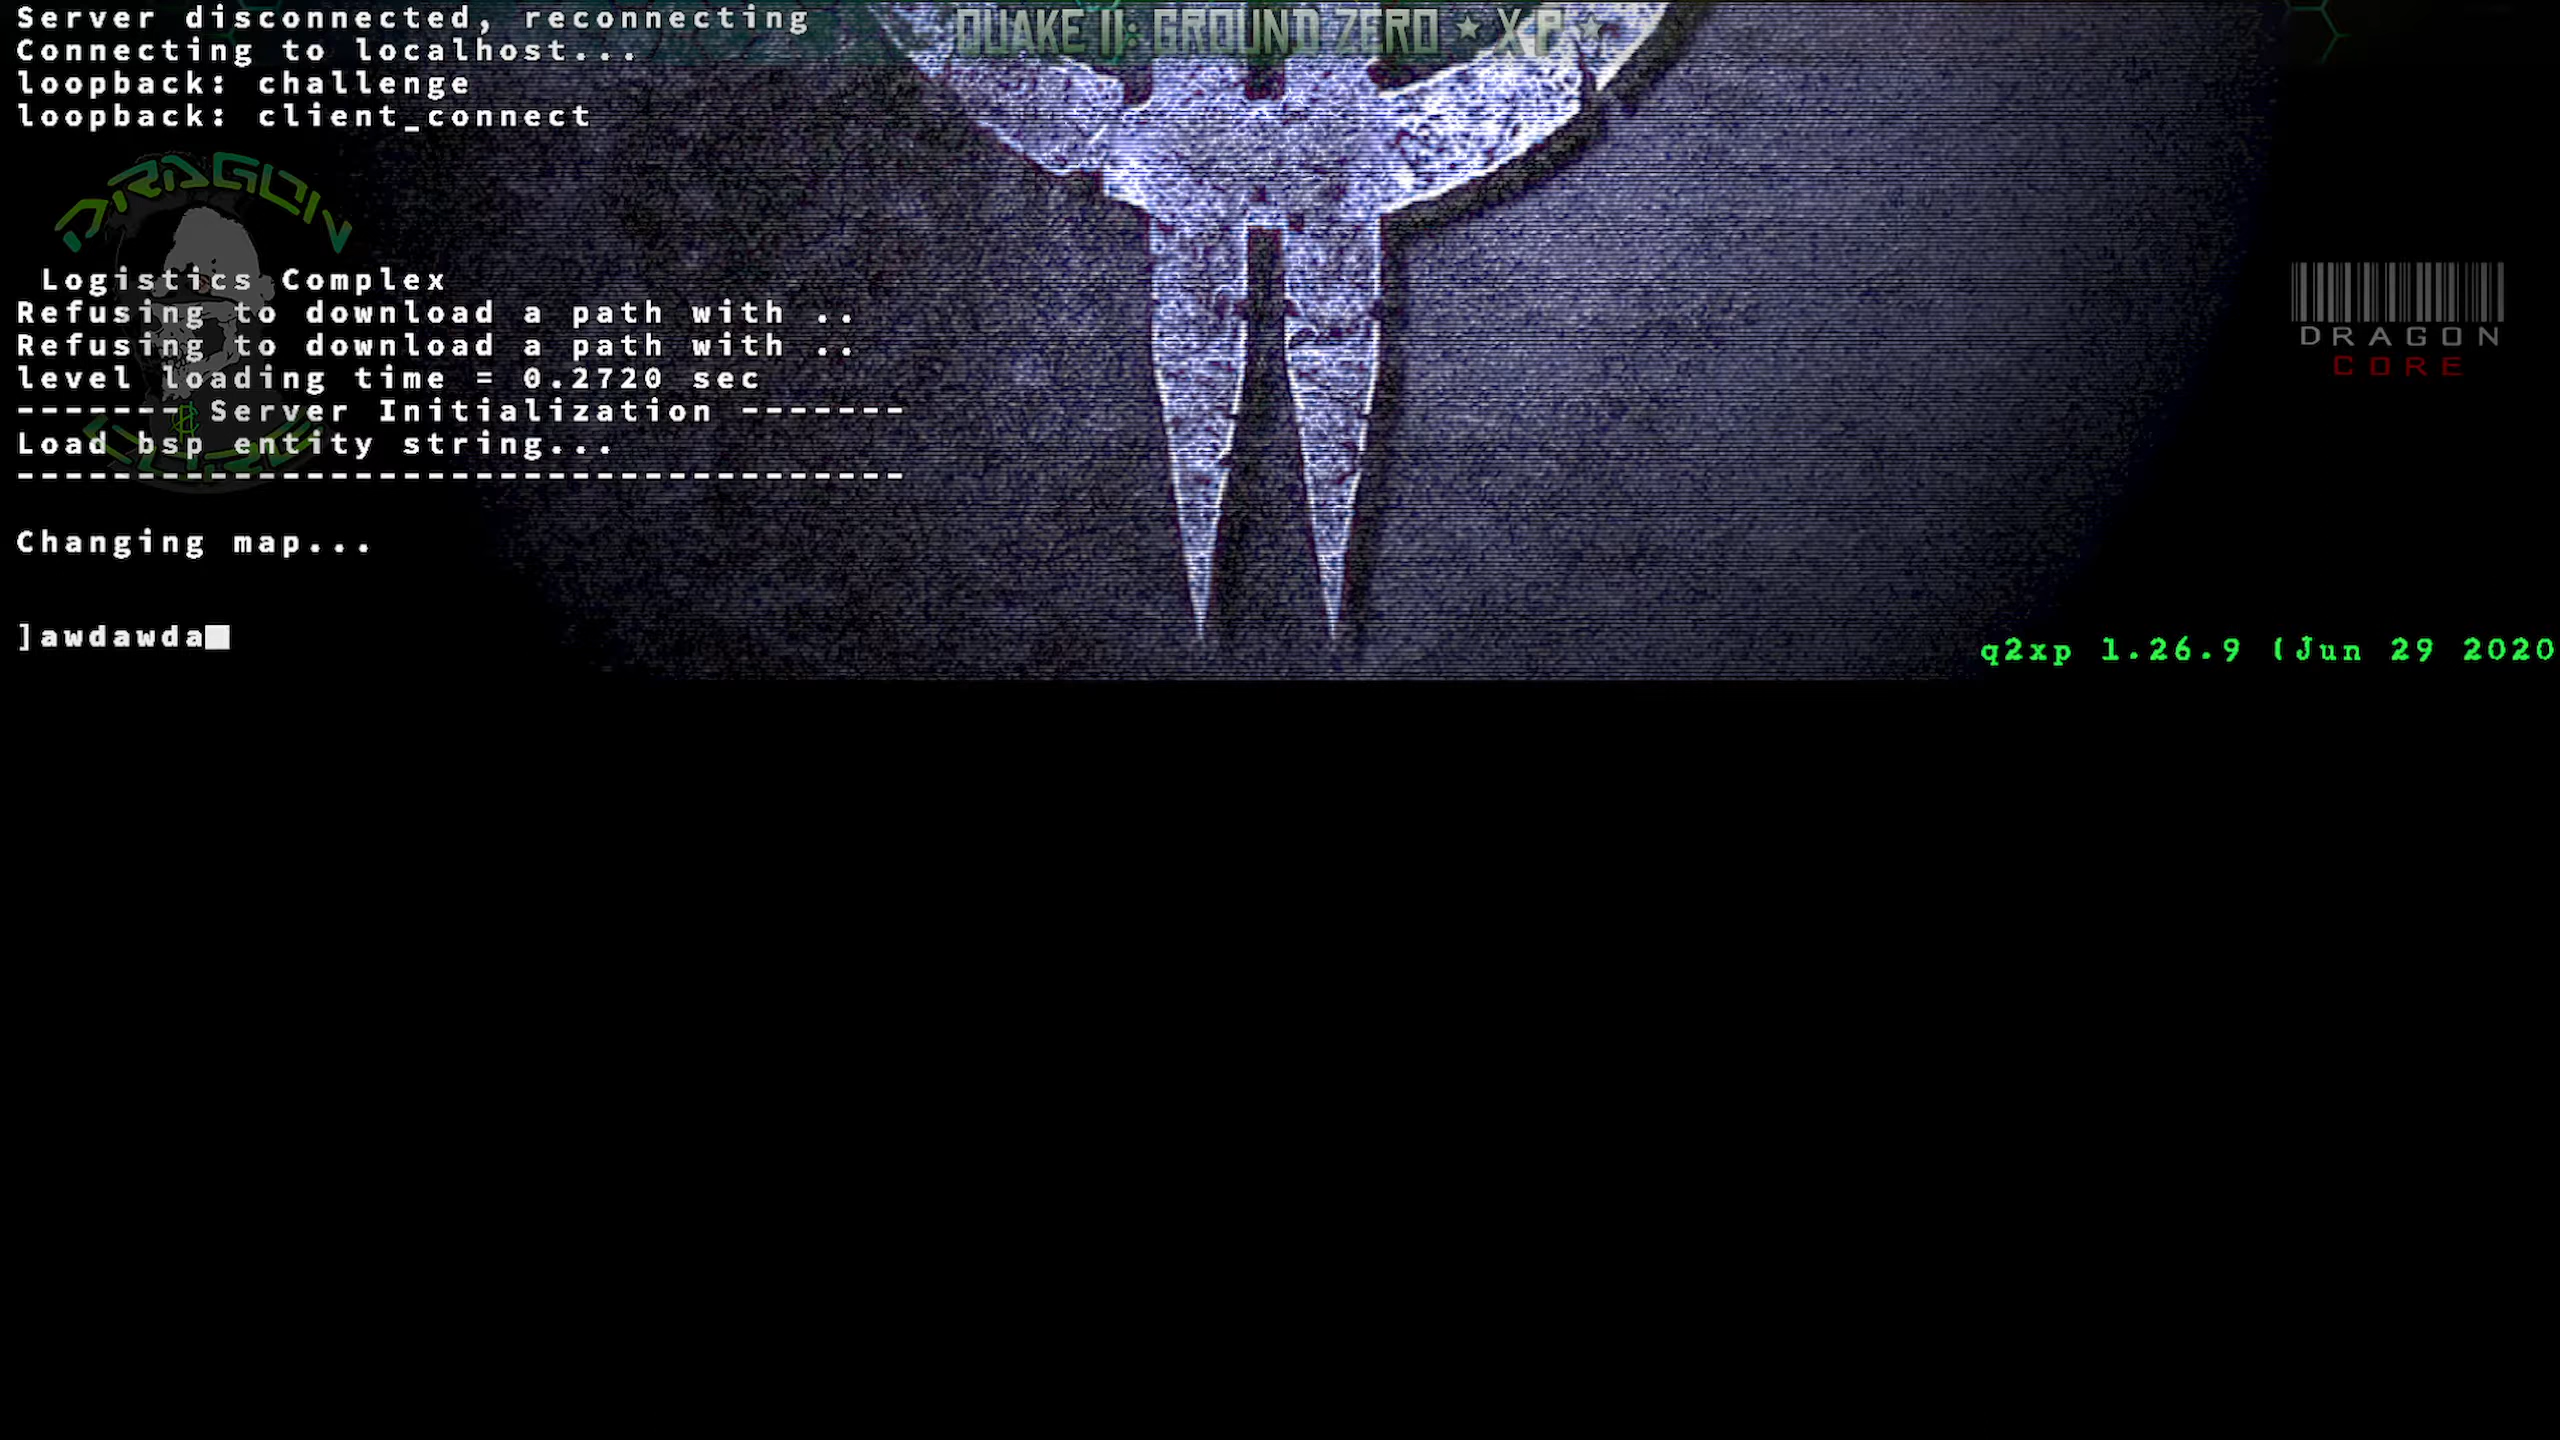 Server disconnected, reconnecting
QUAKE II: GROUND ZERO ★ XP ★
Connecting to localhost...
loopback: challenge
loopback: client_connect
DRAGON
Logistics Complex
Refusing to download a path with ..
Refusing to download a path with ..
DRAGON
CORE
level loading time = 0.2720 sec
------- Server Initialization -------
Load bsp entity string...
-------------------------------------
Changing map...
]awdawda
q2xp 1.26.9 (Jun 29 2020